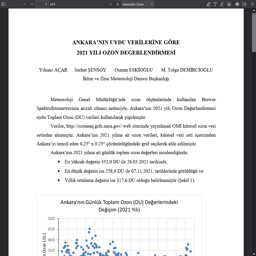 ANKARA'NIN UYDU VERİLERİNE GÖRE
2021 YILI OZON DEĞERLENDİRMESİ
Yılmaz AÇAR Serhat ŞENSOY Osman ESKİOĞLU M. Tolga DEMİRCİOĞLU
İklim ve Zirai Meteoroloji Dairesi Başkanlığı
Meteoroloji Genel Müdürlüğü'nde ozon ölçümlerinde kullanılan Brewer
Spektrofotometresinin arızalı olması nedeniyle, Ankara'nın 2021 yılı Ozon Değerlendirmesi
uydu Toplam Ozon (DU) verileri kullanılarak yapılmıştır.
Veriler, http://ozonaq.gsfc.nasa.gov/ web sitesinde yayınlanan OMI küresel ozon veri
setinden alınmıştır. Ankara'nın 2021 yılına ait ozon verileri, küresel veri seti içerisinden
Ankara'yı temsil eden 0.25° x 0.25° çözünürlüğündeki grid seçilerek elde edilmiştir.
Ankara'nın 2021 yılına ait günlük toplam ozon değerleri incelendiğinde;
• En yüksek değerin 452,0 DU ile 26.03.2021 tarihinde,
• En düşük değerin ise 258,0 DU ile 07.11.2021, tarihlerinde görüldüğü ve
• Yıllık ortalama değerin ise 317,6 DU olduğu belirlenmiştir (Şekil 1).
Ankara'nın Günlük Toplam Ozon (DU) Değerlerindeki
Değişim (2021 Yılı)
500
450
400
350